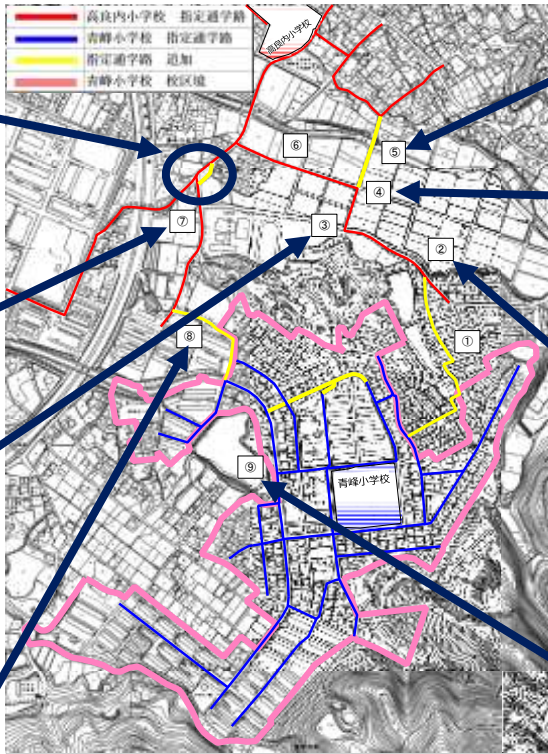 高良内小学校　指定通学路
青峰小学校　指定通学路
指定通学路　追加
青峰小学校　校区境
高良内小学校
⑥
⑤
④
⑦
③
②
①
⑧
⑨
青峰小学校